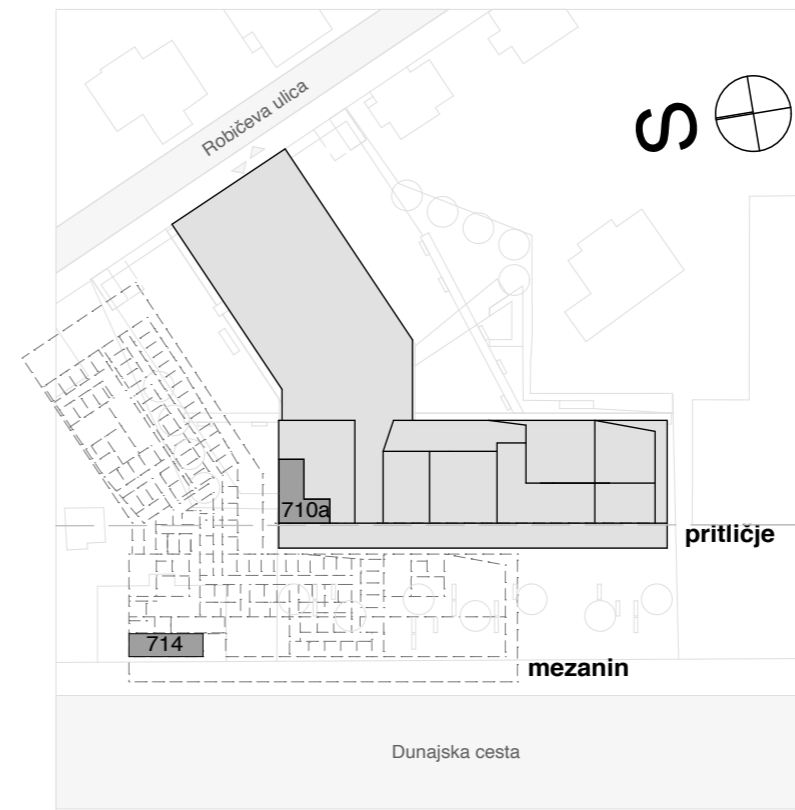 Robičeva ulica
S
710a
pritličje
714
mezanin
Dunajska cesta